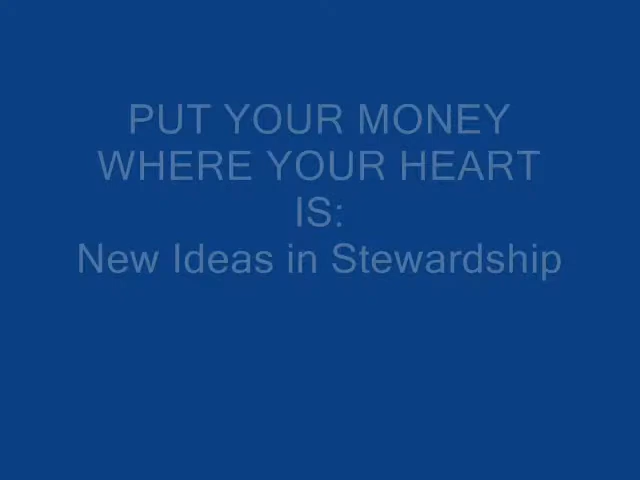 PUT YOUR MONEY
WHERE YOUR HEART
IS:
New Ideas in Stewardship